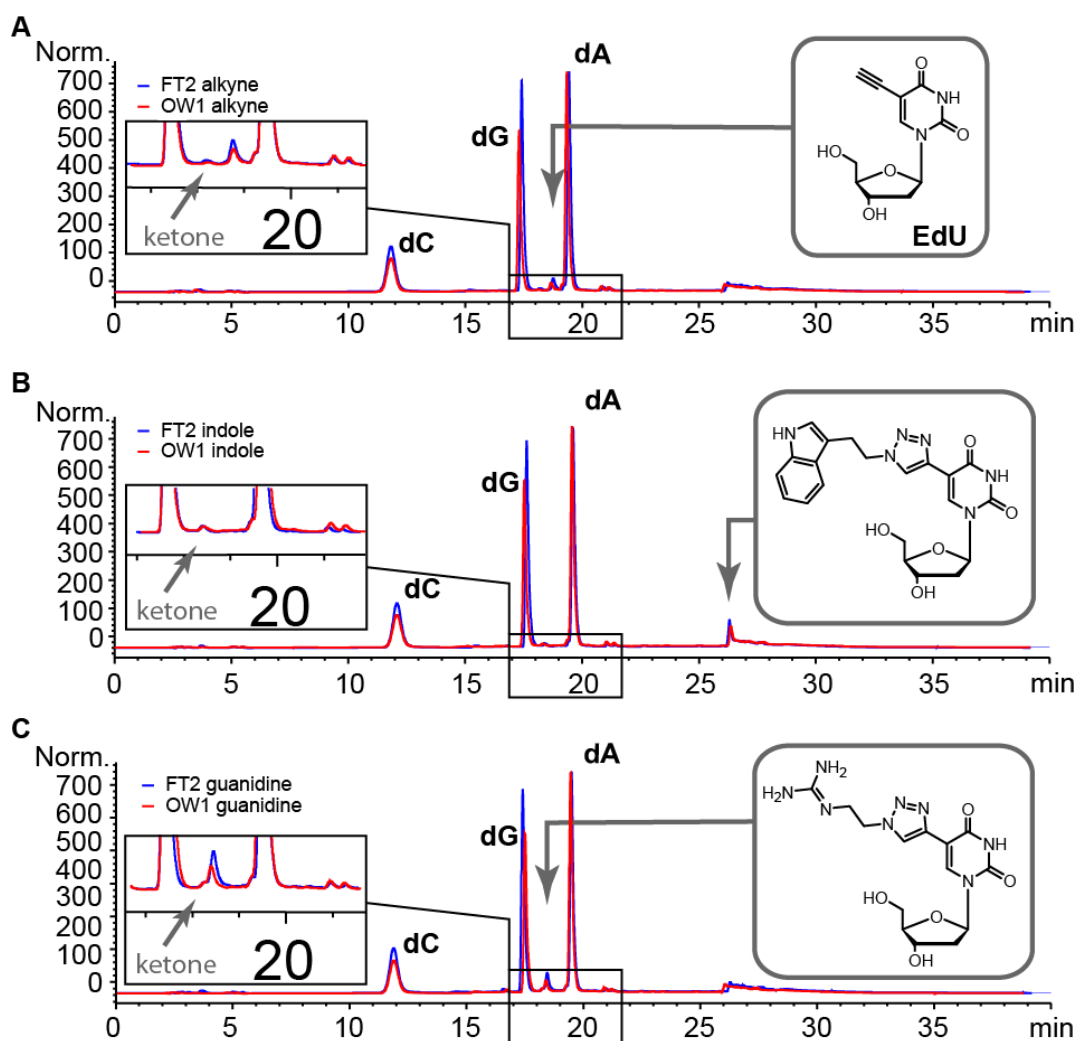 A
Norm.
700
600
500
400
300
200
100
0
FT2 alkyne
OW1 alkyne
ketone
20
dC
dG
dA
O
NH
N
O
HO
O
OH
EdU
0 5 10 15 20 25 30 35 min
B
Norm.
700
600
500
400
300
200
100
0
FT2 indole
OW1 indole
ketone
20
dC
dG
dA
HN
N=N
N
O
NH
N
O
HO
O
OH
0 5 10 15 20 25 30 35 min
C
Norm.
700
600
500
400
300
200
100
0
FT2 guanidine
OW1 guanidine
ketone
20
dC
dG
dA
NH2
H2N
N
N=N
N
O
NH
N
O
HO
O
OH
0 5 10 15 20 25 30 35 min